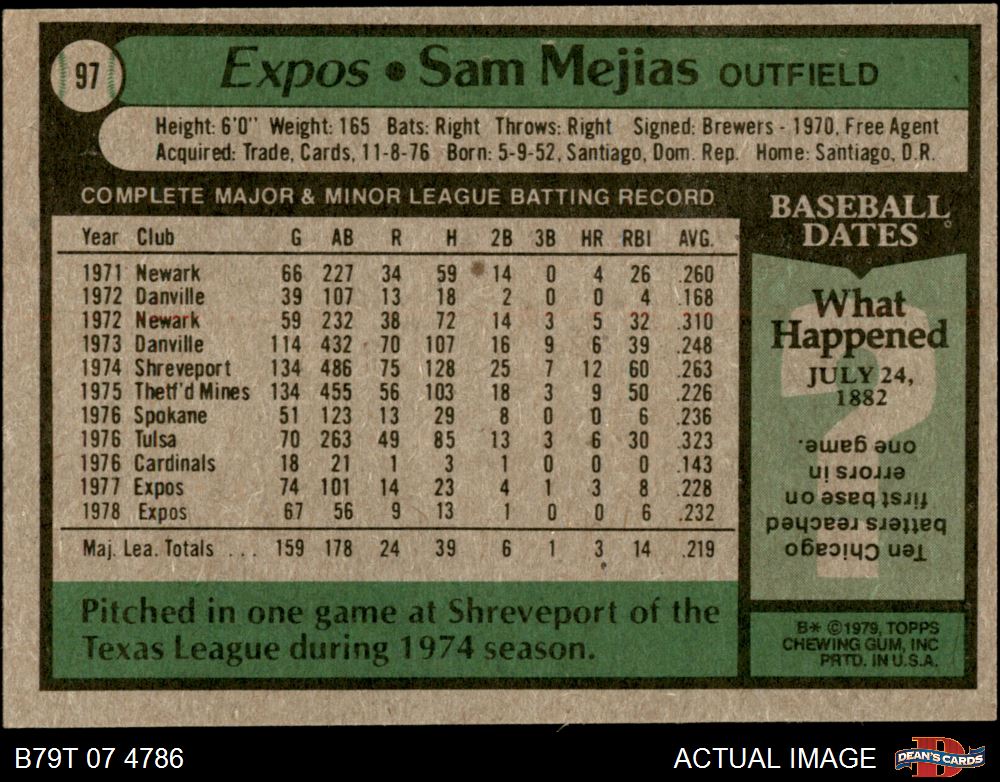 97
Expos • Sam Mejias OUTFIELD
Height: 6'0" Weight: 165 Bats: Right Throws: Right Signed: Brewers - 1970, Free Agent
Acquired: Trade, Cards, 11-8-76 Born: 5-9-52, Santiago, Dom. Rep. Home: Santiago, D.R.
COMPLETE MAJOR & MINOR LEAGUE BATTING RECORD
Year Club G AB R H 2B 3B HR RBI AVG.
1971 Newark 66 227 34 59 14 0 4 26 .260
1972 Danville 39 107 13 18 2 0 0 4 .168
1972 Newark 59 232 38 72 14 3 5 32 .310
1973 Danville 114 432 70 107 16 9 6 39 .248
1974 Shreveport 134 486 75 128 25 7 12 60 .263
1975 Thetf'd Mines 134 455 56 103 18 3 9 50 .226
1976 Spokane 51 123 13 29 8 0 0 6 .236
1976 Tulsa 70 263 49 85 13 3 6 30 .323
1976 Cardinals 18 21 1 3 1 0 0 0 .143
1977 Expos 74 101 14 23 4 1 3 8 .228
1978 Expos 67 56 9 13 1 0 0 6 .232
Maj. Lea. Totals ... 159 178 24 39 6 1 3 14 .219
Pitched in one game at Shreveport of the
Texas League during 1974 season.
BASEBALL
DATES
What
Happened
JULY 24,
1882
Ten Chicago
batters reached
first base on
errors in
one game.
B* ©1979, TOPPS
CHEWING GUM, INC
PRTD. IN U.S.A.
B79T 07 4786
ACTUAL IMAGE
D
DEAN'S CARDS